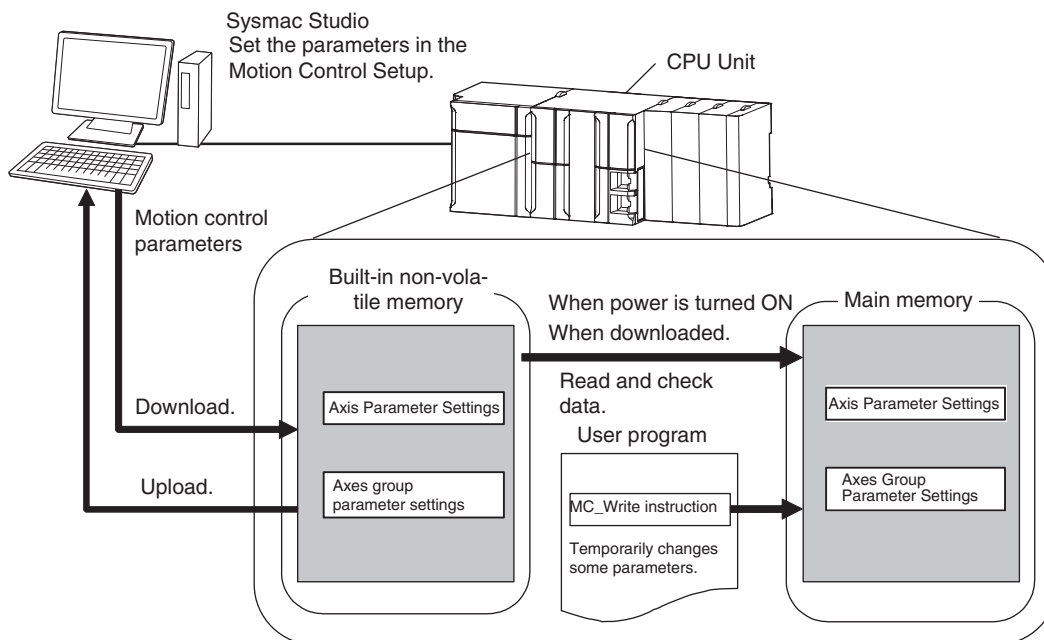 Sysmac Studio
Set the parameters in the
Motion Control Setup.
CPU Unit
Motion control
parameters
Built-in non-vola-
tile memory
When power is turned ON
When downloaded.
Main memory
Read and check
data.
Axis Parameter Settings
Axis Parameter Settings
Download.
User program
Upload.
Axes group
parameter settings
MC_Write instruction
Axes Group
Parameter Settings
Temporarily changes
some parameters.